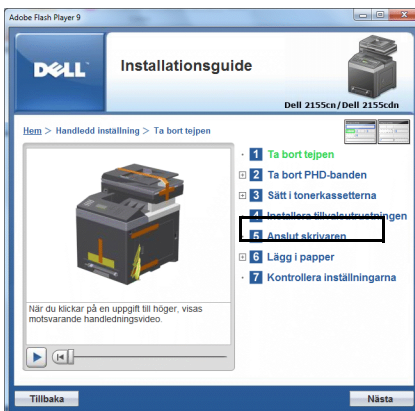 Adobe Flash Player 9
DELL
Installationsguide
Dell 2155cn/Dell 2155cdn
Hem > Handledd inställning > Ta bort tejpen
1 Ta bort tejpen
2 Ta bort PHD-banden
3 Sätt i tonerkassetterna
4 Installera tillvalsutrustningen
5 Anslut skrivaren
6 Lägg i papper
7 Kontrollera inställningarna
När du klickar på en uppgift till höger, visas
motsvarande handledningsvideo.
Tillbaka
Nästa